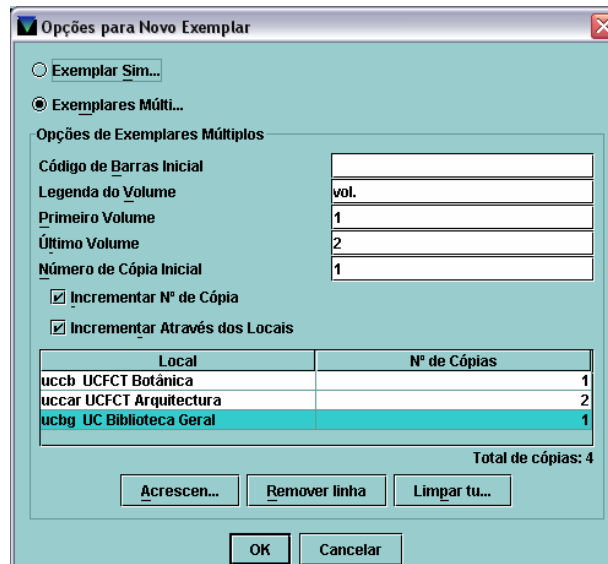 Opções para Novo Exemplar
Exemplar Sim...
Exemplares Múlti...
Opções de Exemplares Múltiplos
Código de Barras Inicial
Legenda do Volume vol.
Primeiro Volume 1
Último Volume 2
Número de Cópia Inicial 1
Incrementar Nº de Cópia
Incrementar Através dos Locais
Local Nº de Cópias
uccb UCFCT Botânica 1
uccar UCFCT Arquitectura 2
ucbg UC Biblioteca Geral 1
Total de cópias: 4
Acrescen... Remover linha Limpar tu...
OK Cancelar